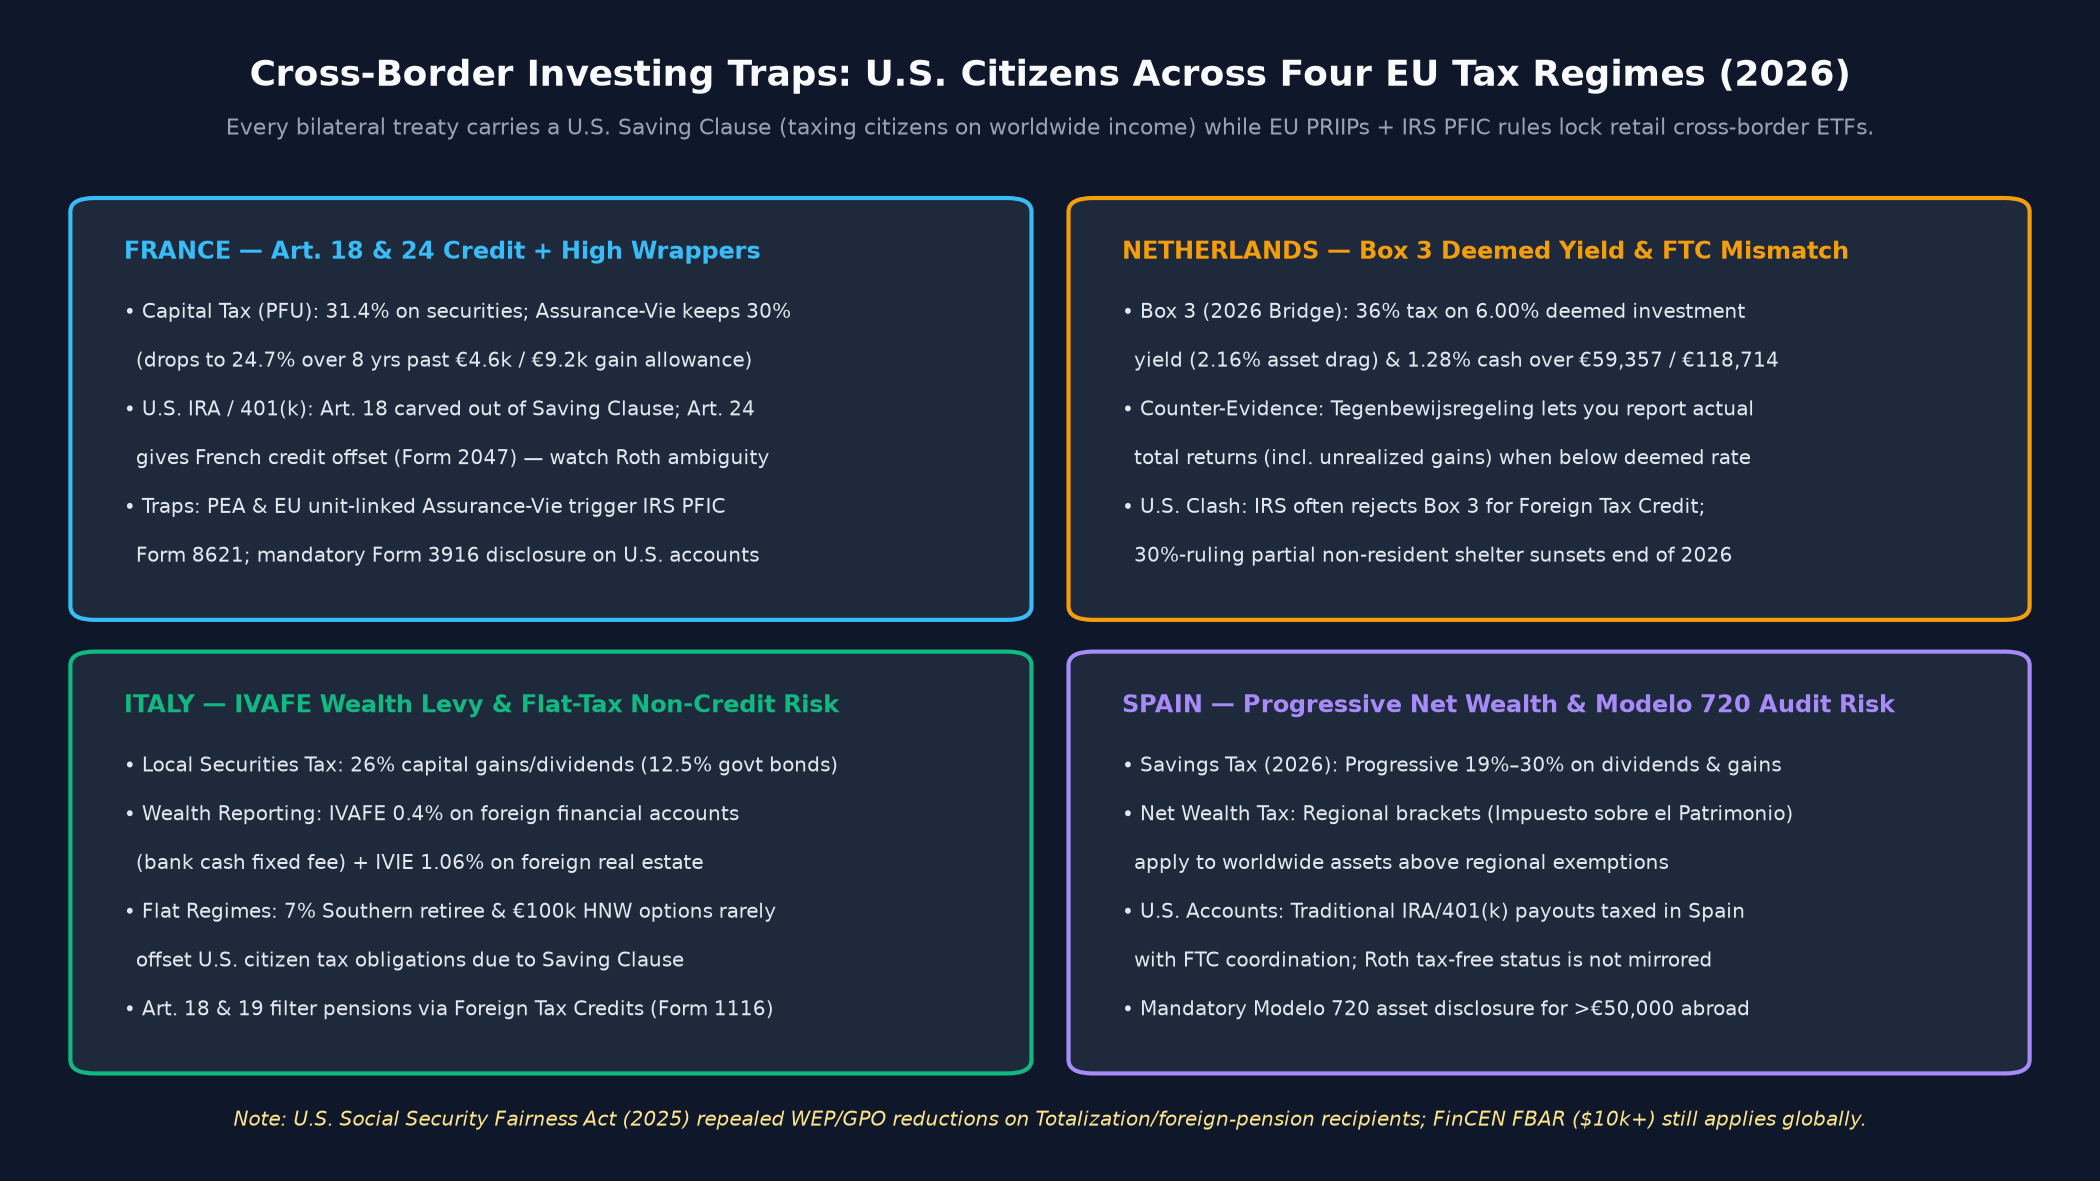 Cross-Border Investing Traps: U.S. Citizens Across Four EU Tax Regimes (2026)
Every bilateral treaty carries a U.S. Saving Clause (taxing citizens on worldwide income) while EU PRIIPs + IRS PFIC rules lock retail cross-border ETFs.
FRANCE — Art. 18 & 24 Credit + High Wrappers
• Capital Tax (PFU): 31.4% on securities; Assurance-Vie keeps 30%
(drops to 24.7% over 8 yrs past €4.6k / €9.2k gain allowance)
• U.S. IRA / 401(k): Art. 18 carved out of Saving Clause; Art. 24
gives French credit offset (Form 2047) — watch Roth ambiguity
• Traps: PEA & EU unit-linked Assurance-Vie trigger IRS PFIC
Form 8621; mandatory Form 3916 disclosure on U.S. accounts
NETHERLANDS — Box 3 Deemed Yield & FTC Mismatch
• Box 3 (2026 Bridge): 36% tax on 6.00% deemed investment
yield (2.16% asset drag) & 1.28% cash over €59,357 / €118,714
• Counter-Evidence: Tegenbewijsregeling lets you report actual
total returns (incl. unrealized gains) when below deemed rate
• U.S. Clash: IRS often rejects Box 3 for Foreign Tax Credit;
30%-ruling partial non-resident shelter sunsets end of 2026
ITALY — IVAFE Wealth Levy & Flat-Tax Non-Credit Risk
• Local Securities Tax: 26% capital gains/dividends (12.5% govt bonds)
• Wealth Reporting: IVAFE 0.4% on foreign financial accounts
(bank cash fixed fee) + IVIE 1.06% on foreign real estate
• Flat Regimes: 7% Southern retiree & €100k HNW options rarely
offset U.S. citizen tax obligations due to Saving Clause
• Art. 18 & 19 filter pensions via Foreign Tax Credits (Form 1116)
SPAIN — Progressive Net Wealth & Modelo 720 Audit Risk
• Savings Tax (2026): Progressive 19%–30% on dividends & gains
• Net Wealth Tax: Regional brackets (Impuesto sobre el Patrimonio)
apply to worldwide assets above regional exemptions
• U.S. Accounts: Traditional IRA/401(k) payouts taxed in Spain
with FTC coordination; Roth tax-free status is not mirrored
• Mandatory Modelo 720 asset disclosure for >€50,000 abroad
Note: U.S. Social Security Fairness Act (2025) repealed WEP/GPO reductions on Totalization/foreign-pension recipients; FinCEN FBAR ($10k+) still applies globally.